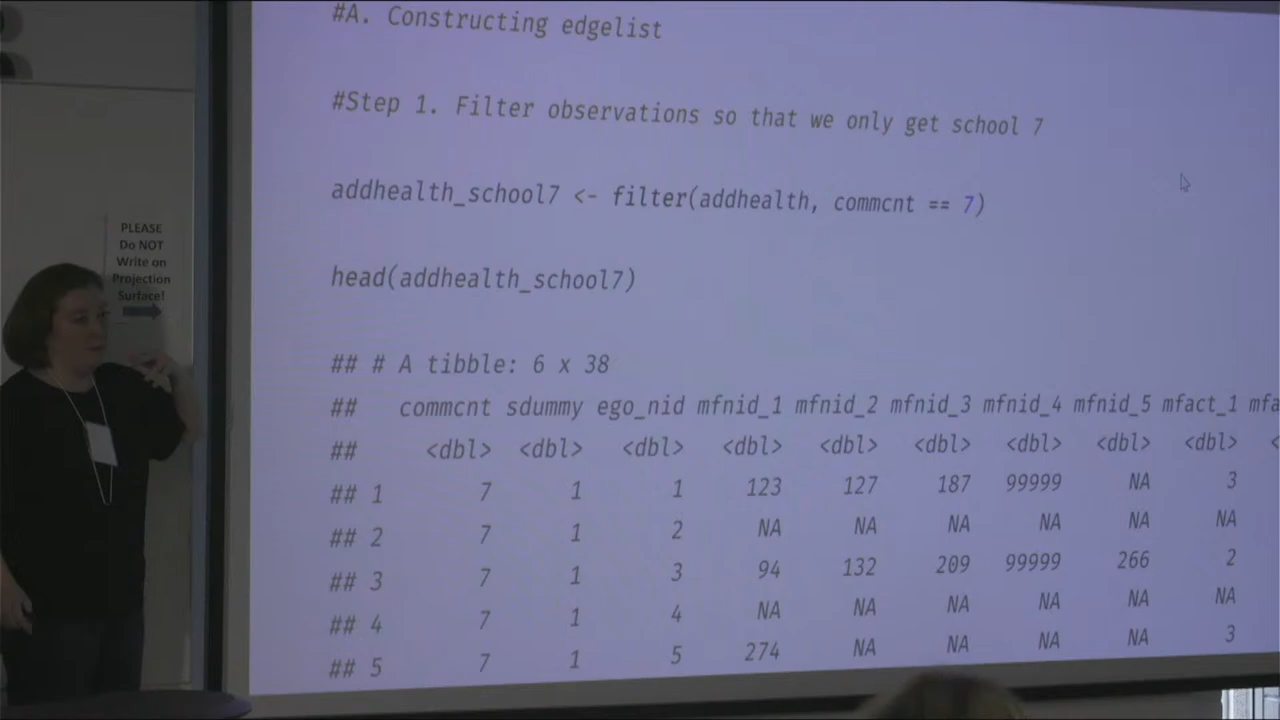 PLEASE
Do NOT
Write on
Projection
Surface!
#A. Constructing edgelist
#Step 1. Filter observations so that we only get school 7
addhealth_school7 <- filter(addhealth, commcnt == 7)
head(addhealth_school7)
## # A tibble: 6 x 38
## commcnt sdummy ego_nid mfnid_1 mfnid_2 mfnid_3 mfnid_4 mfnid_5 mfact_1 mfa
## <dbl> <dbl> <dbl> <dbl> <dbl> <dbl> <dbl> <dbl> <dbl>
## 1 7 1 1 123 127 187 99999 NA 3
## 2 7 1 2 NA NA NA NA NA NA
## 3 7 1 3 94 132 209 99999 266 2
## 4 7 1 4 NA NA NA NA NA NA
## 5 7 1 5 274 NA NA NA NA 3